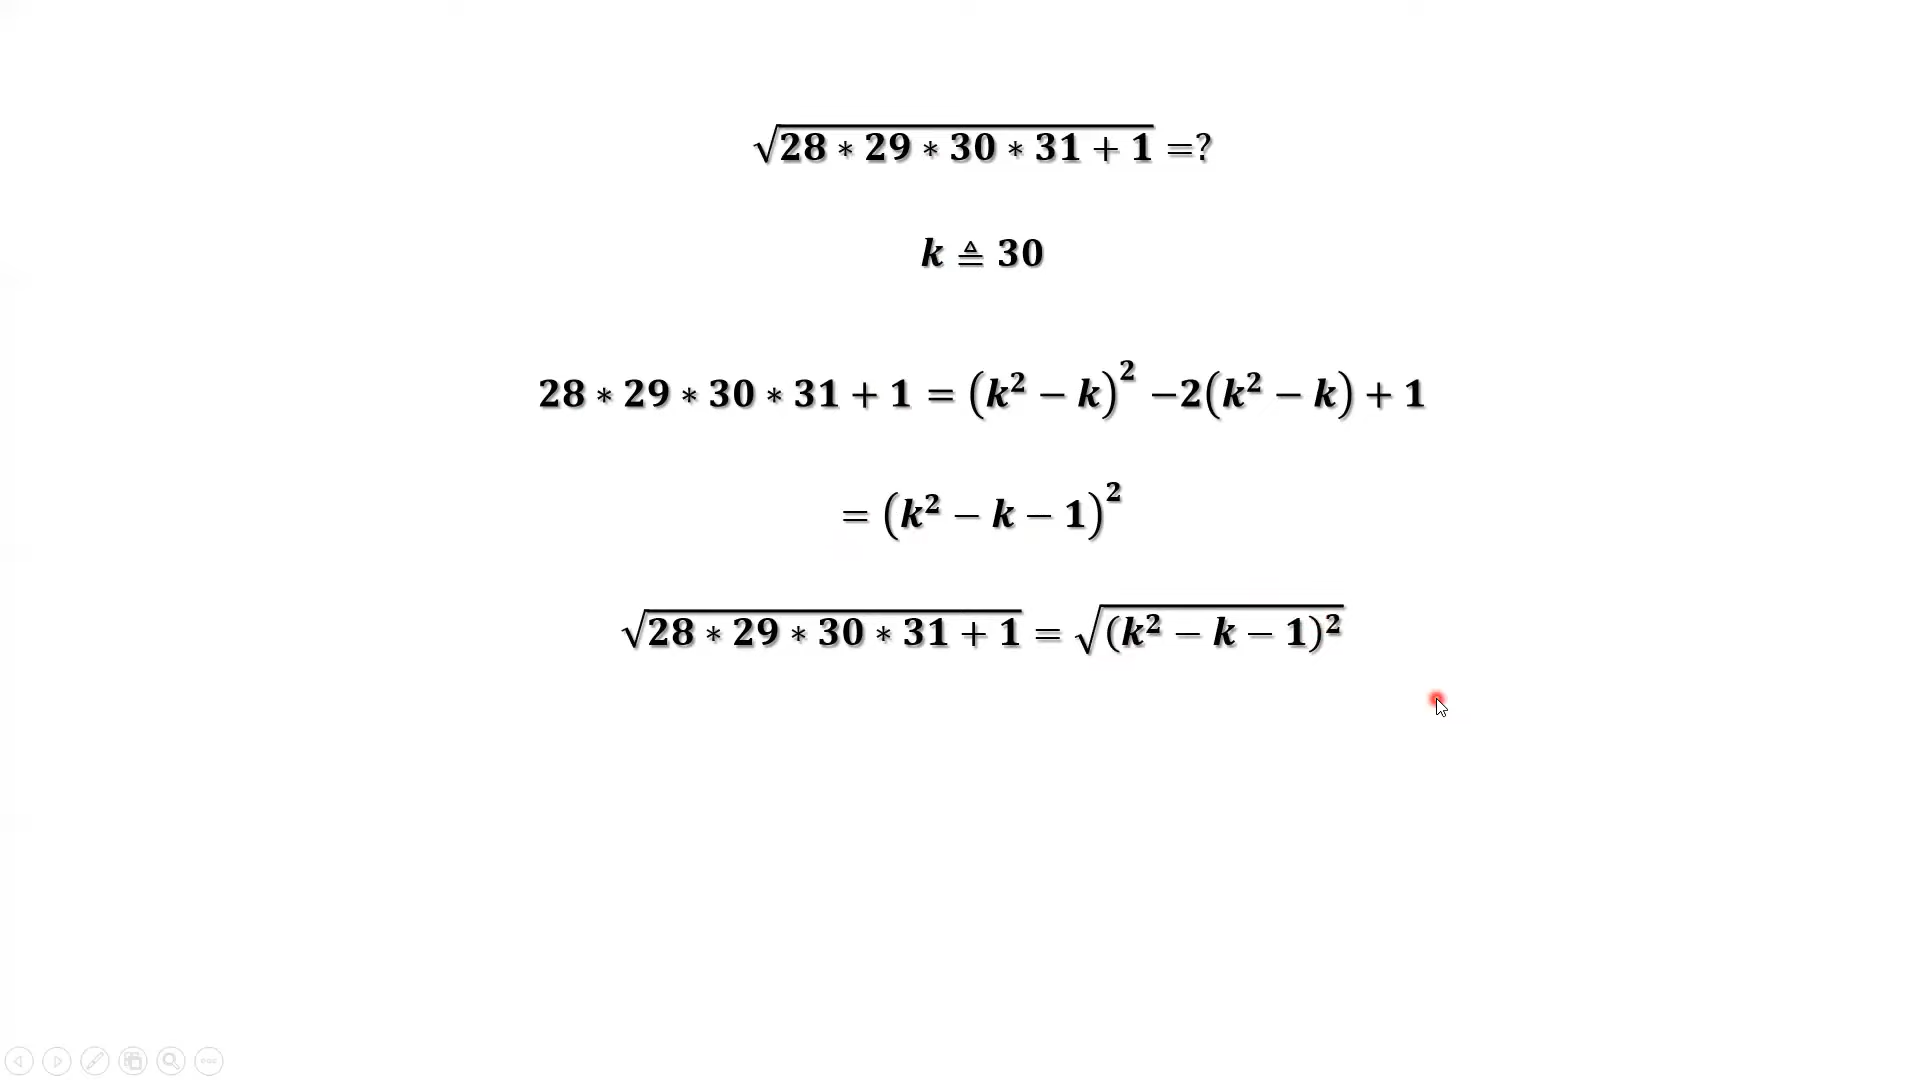 √28 * 29 * 30 * 31 + 1 =?
k ≜ 30
28 * 29 * 30 * 31 + 1 = (k² − k)² −2(k² − k) + 1
= (k² − k − 1)²
√28 * 29 * 30 * 31 + 1 = √(k² − k − 1)²